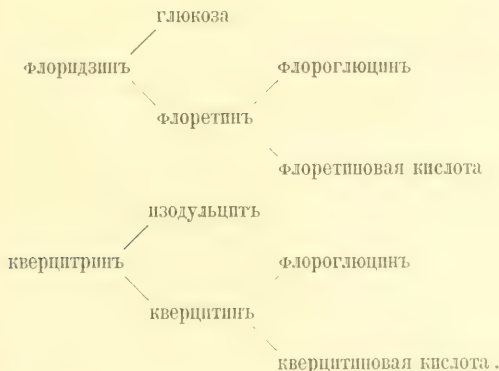 глюкоза
флоридзинъ
флороглюцинъ
флоретинъ
флоретиновая кислота
изодульцитъ
кверцитринъ
флороглюцинъ
кверцитинъ
кверцитиновая кислота.